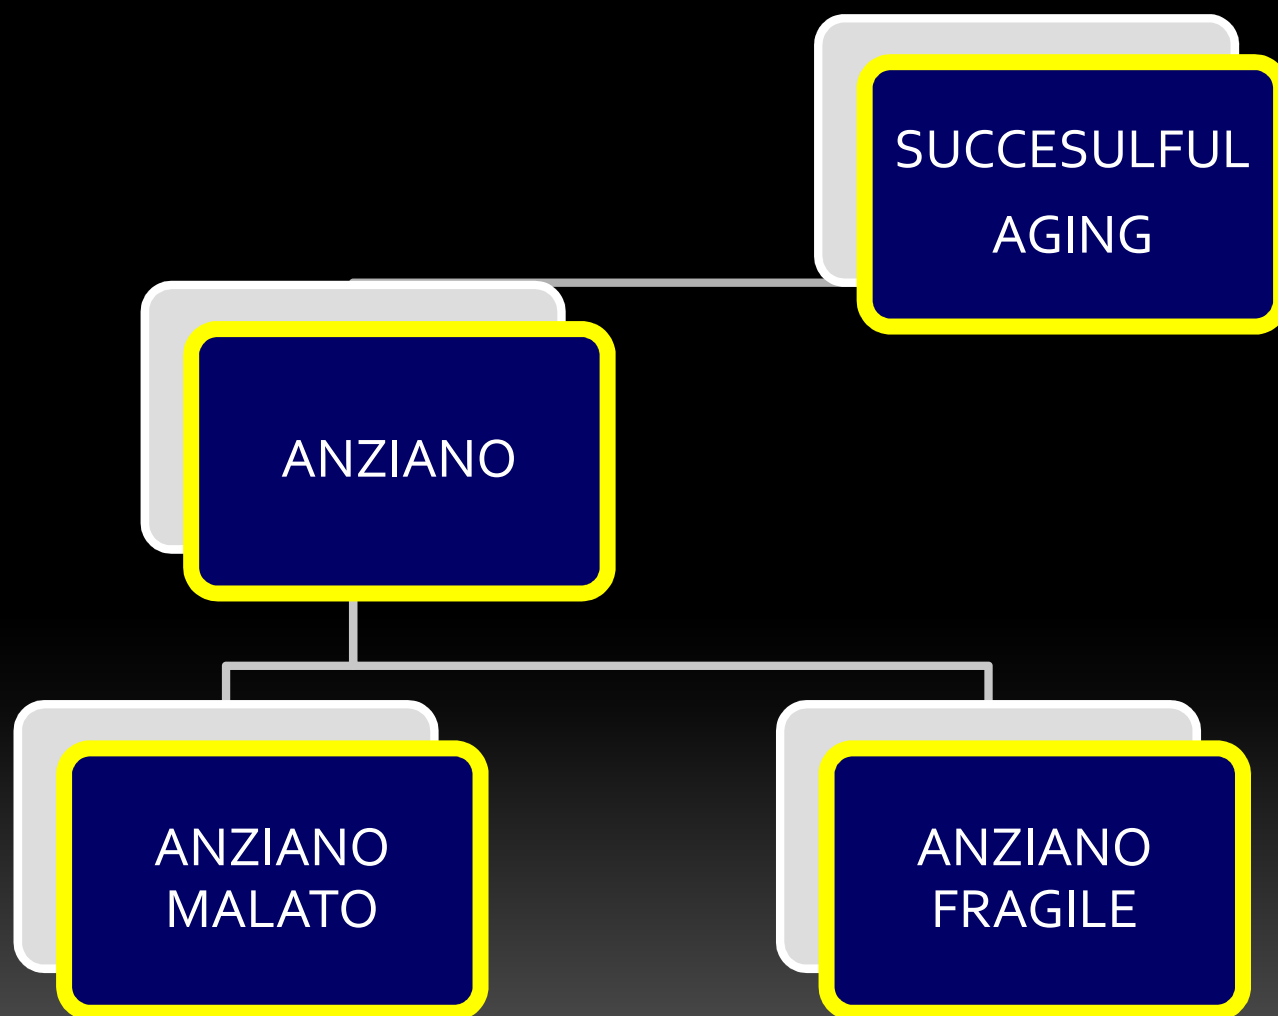 SUCCESULFUL
AGING
ANZIANO
ANZIANO
MALATO
ANZIANO
FRAGILE